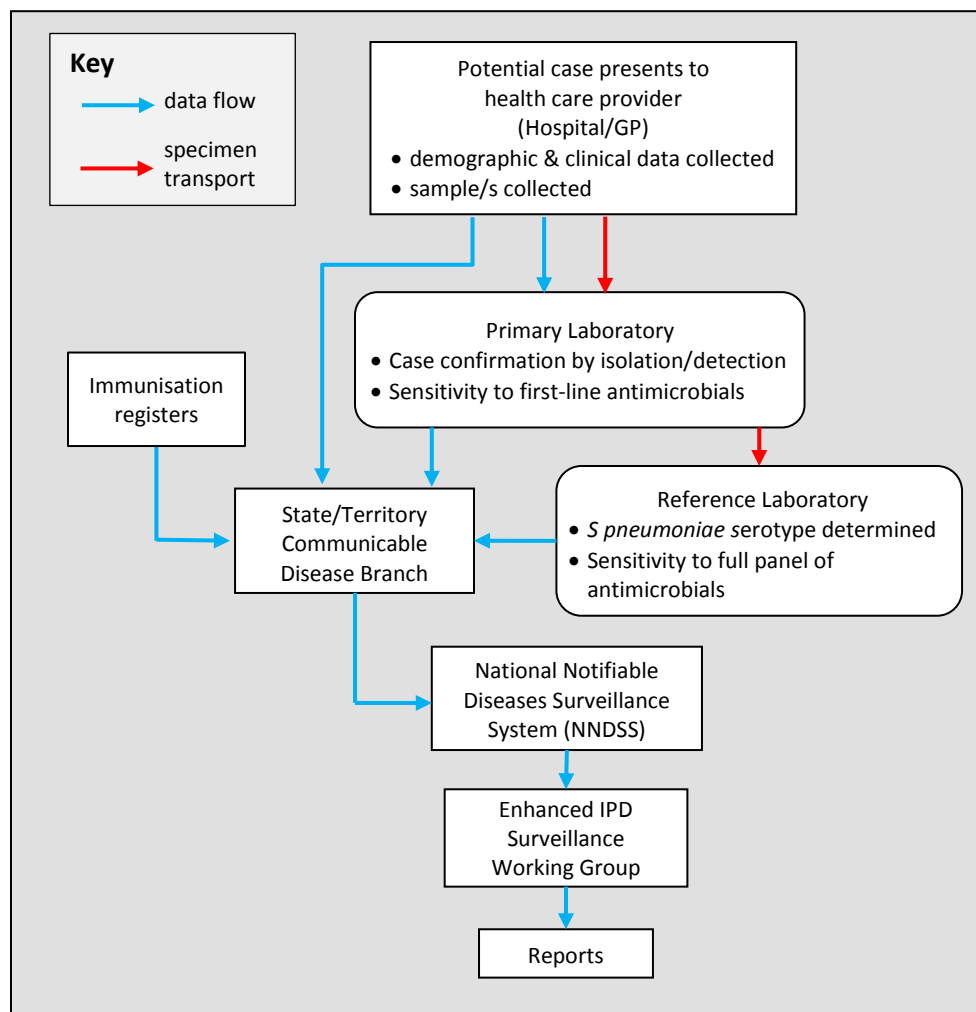 Key
data flow
specimen
transport
Potential case presents to
health care provider
(Hospital/GP)
• demographic & clinical data collected
• sample/s collected
Primary Laboratory
• Case confirmation by isolation/detection
• Sensitivity to first-line antimicrobials
Immunisation
registers
Reference Laboratory
• S pneumoniae serotype determined
• Sensitivity to full panel of
antimicrobials
State/Territory
Communicable
Disease Branch
National Notifiable
Diseases Surveillance
System (NNDSS)
Enhanced IPD
Surveillance
Working Group
Reports